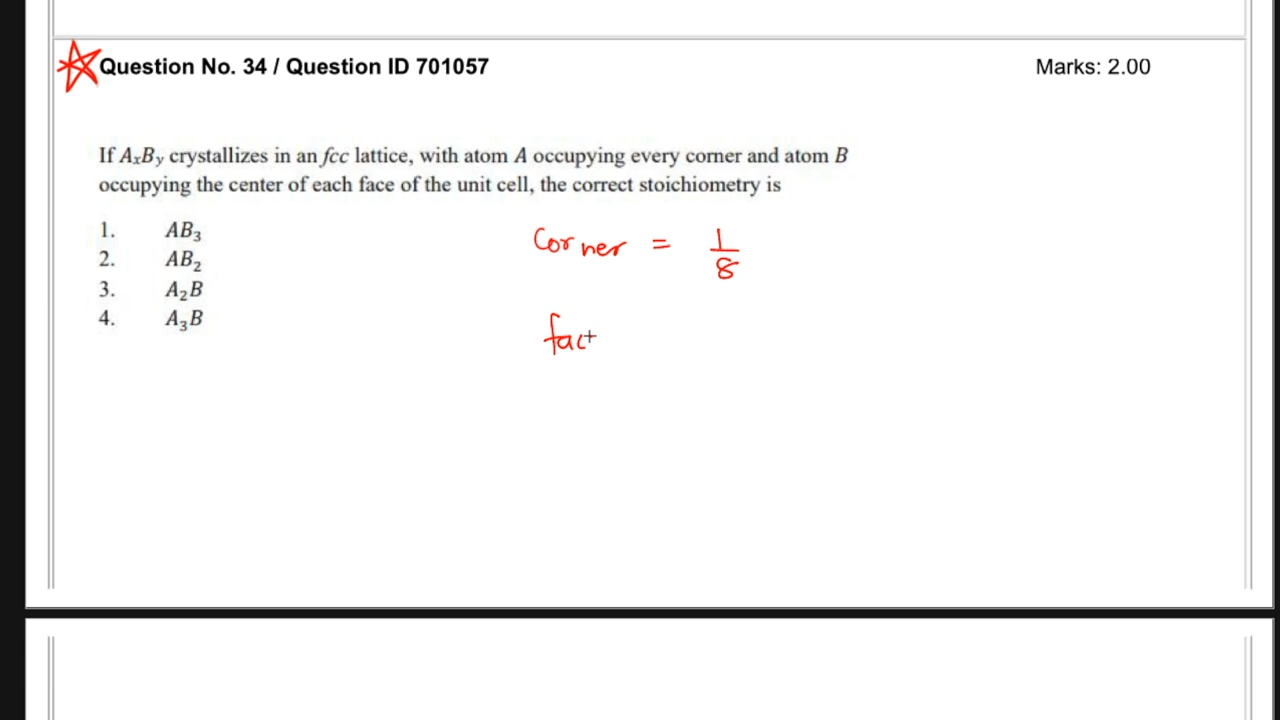 Question No. 34 / Question ID 701057 Marks: 2.00
If AₓBᵧ crystallizes in an fcc lattice, with atom A occupying every corner and atom B
occupying the center of each face of the unit cell, the correct stoichiometry is
1. AB₃
2. AB₂
3. A₂B
4. A₃B
Corner = 1/8
fac